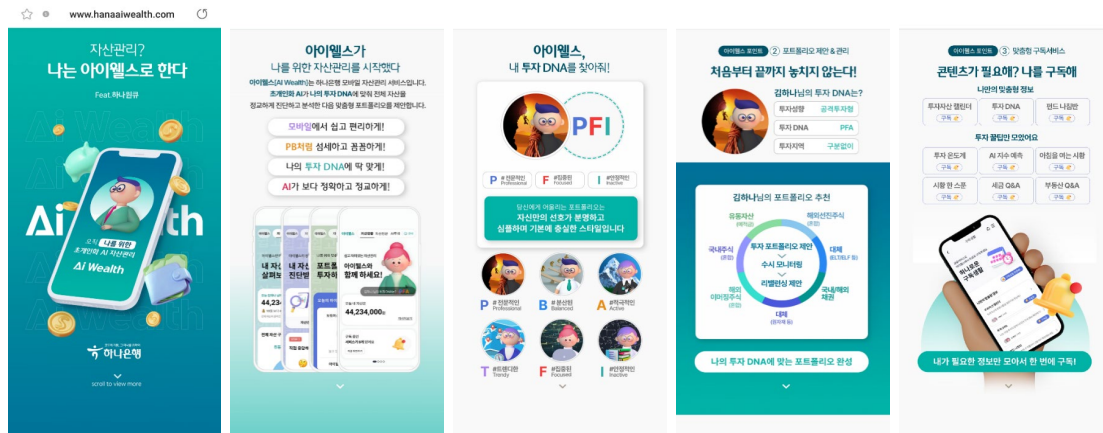 www.hanaaiwealth.com
자산관리?
나는 아이웰스로 한다
Feat.하나원큐
Ai Wealth
오직 나를 위한
초개인화 AI 자산관리
Ai Wealth
하나은행
scroll to view more
아이웰스가
나를 위한 자산관리를 시작했다
아이웰스(AI Wealth)는 하나은행 모바일 자산관리 서비스입니다.
초개인화 AI가 나의 투자 DNA에 맞춰 전체 자산을
정교하게 진단하고 분석한 다음 맞춤형 포트폴리오를 제안합니다.
모바일에서 쉽고 편리하게!
PB처럼 섬세하고 꼼꼼하게!
나의 투자 DNA에 딱 맞게!
AI가 보다 정확하고 정교하게!
아이웰스와
함께 하세요!
44,234,000원
아이웰스,
내 투자 DNA를 찾아줘!
PFI
P #전문적인 Professional
F #집중된 Focused
I #안정적인 Inactive
당신에게 어울리는 포트폴리오는
자신만의 선호가 분명하고
심플하며 기본에 충실한 스타일입니다
P #전문적인 Professional
B #분산된 Balanced
A #적극적인 Active
T #트렌디한 Trendy
F #집중된 Focused
I #안정적인 Inactive
아이웰스 포인트 ② 포트폴리오 제안 & 관리
처음부터 끝까지 놓치지 않는다!
김하나님의 투자 DNA는?
투자성향 공격투자형
투자 DNA PFA
투자지역 구분없이
김하나님의 포트폴리오 추천
유동자산
해외선진주식
(혼합)
국내주식
(혼합)
투자 포트폴리오 제안
수시 모니터링
리밸런싱 제안
대체
해외
이머징주식
(혼합)
국내/해외
채권
대체
나의 투자 DNA에 맞는 포트폴리오 완성
아이웰스 포인트 ③ 맞춤형 구독서비스
콘텐츠가 필요해? 나를 구독해
나만의 맞춤형 정보
투자자산 캘린더
투자 DNA
펀드 나침반
구독
구독
구독
투자 꿀팁만 모았어요
투자 온도계
AI 지수 예측
아침을 여는 시황
구독
구독
구독
시황 한 스푼
세금 Q&A
부동산 Q&A
구독
구독
구독
하나로운
구독생활
내가 필요한 정보만 모아서 한 번에 구독!